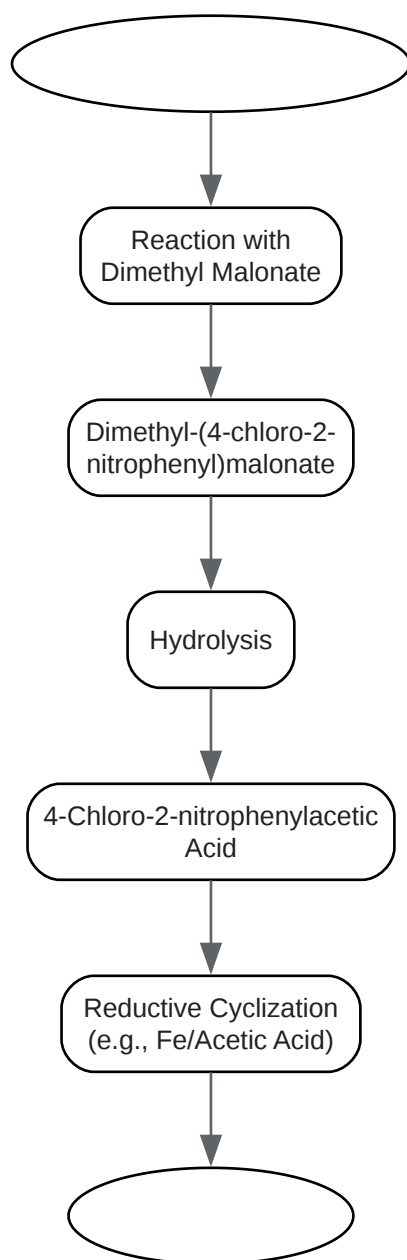 Reaction with
Dimethyl Malonate
Dimethyl-(4-chloro-2-
nitrophenyl)malonate
Hydrolysis
4-Chloro-2-nitrophenylacetic
Acid
Reductive Cyclization
(e.g., Fe/Acetic Acid)